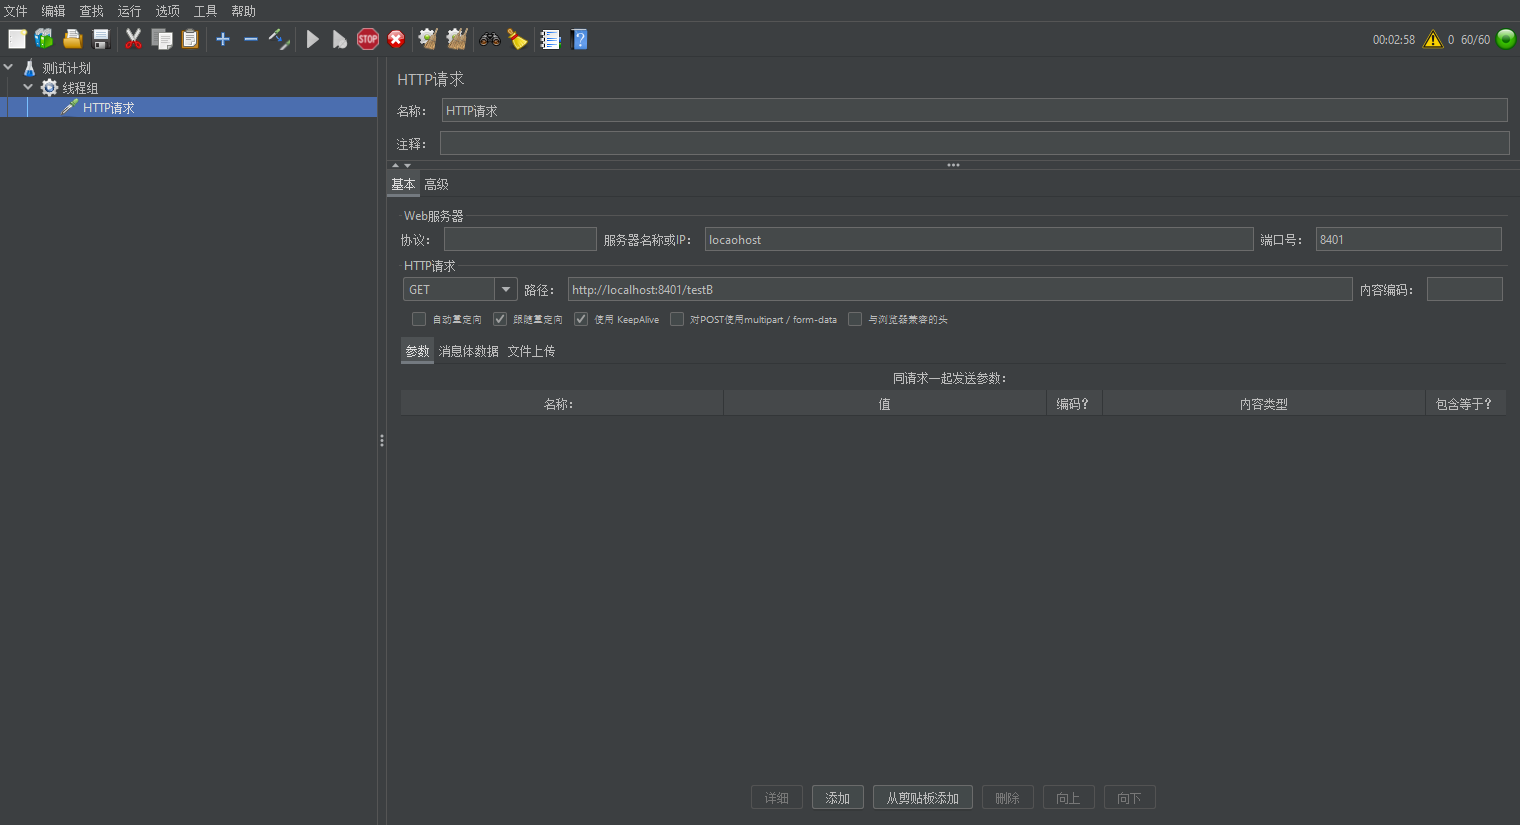 文件 编辑 查找 运行 选项 工具 帮助
STOP
00:02:58 0 60/60
测试计划
线程组
HTTP请求
HTTP请求
名称： HTTP请求
注释：
基本 高级
Web服务器
协议： 服务器名称或IP： locaohost 端口号： 8401
HTTP请求
GET 路径： http://localhost:8401/testB 内容编码：
自动重定向 跟随重定向 使用 KeepAlive 对POST使用multipart / form-data 与浏览器兼容的头
参数 消息体数据 文件上传
同请求一起发送参数：
名称： 值 编码？ 内容类型 包含等于？
详细 添加 从剪贴板添加 删除 向上 向下